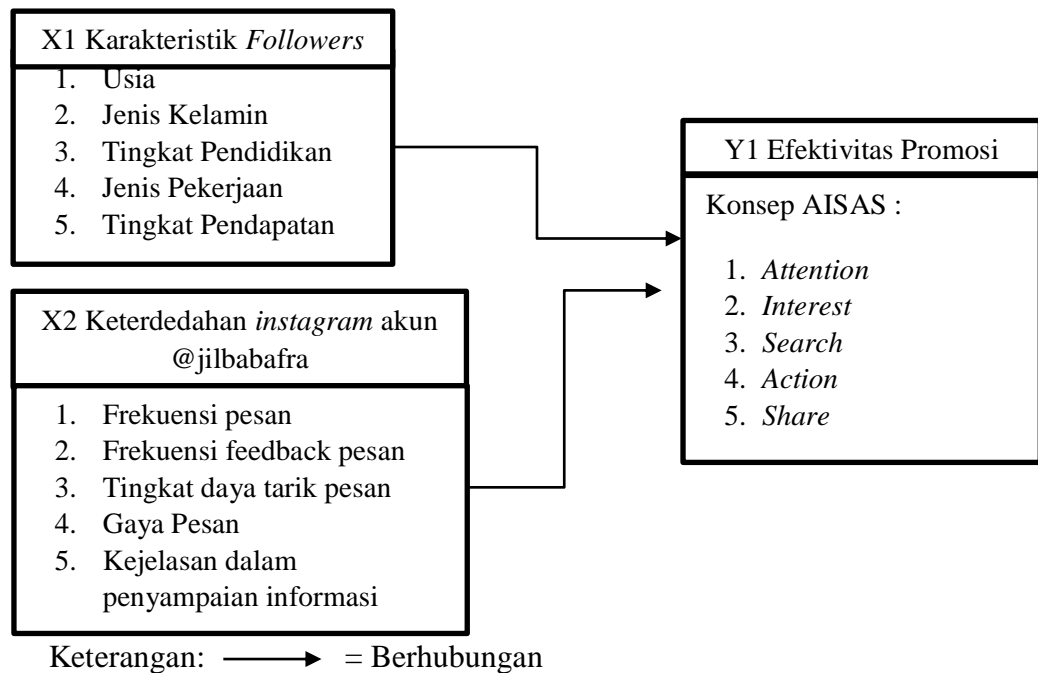 X1 Karakteristik Followers
1. Usia
2. Jenis Kelamin
3. Tingkat Pendidikan
4. Jenis Pekerjaan
5. Tingkat Pendapatan
X2 Keterdedahan instagram akun
@jilbabafra
1. Frekuensi pesan
2. Frekuensi feedback pesan
3. Tingkat daya tarik pesan
4. Gaya Pesan
5. Kejelasan dalam
penyampaian informasi
Y1 Efektivitas Promosi
Konsep AISAS :
1. Attention
2. Interest
3. Search
4. Action
5. Share
Keterangan: = Berhubungan